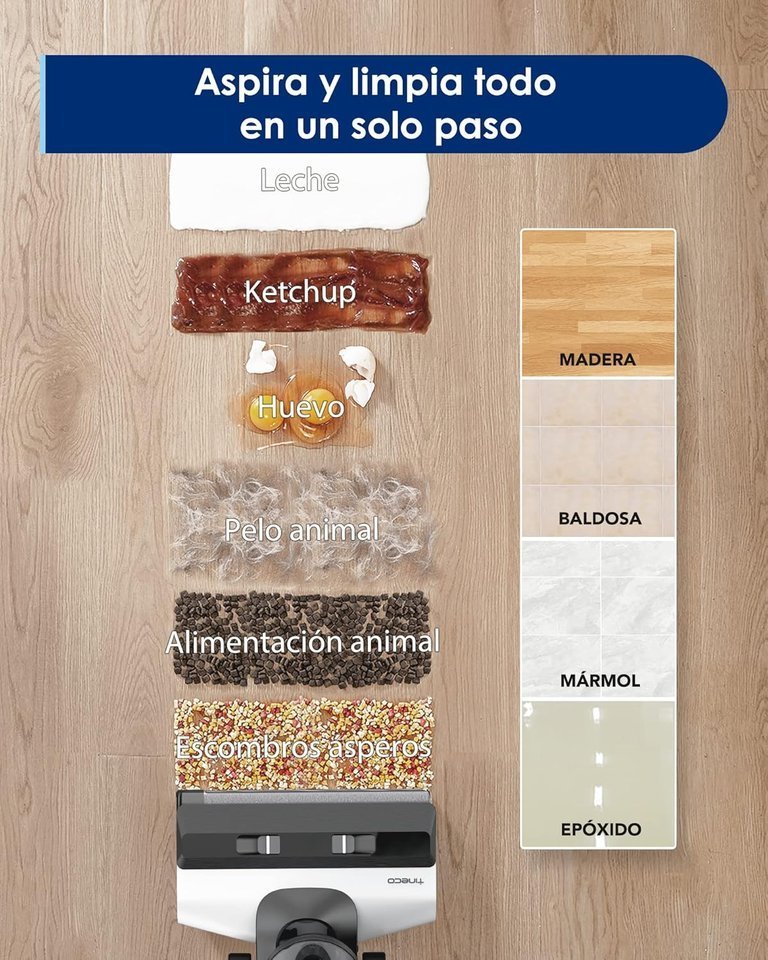 Aspira y limpia todo
en un solo paso
Leche
Ketchup
Huevo
Pelo animal
Alimentación animal
Escombros ásperos
MADERA
BALDOSA
MÁRMOL
EPÓXIDO
tineco